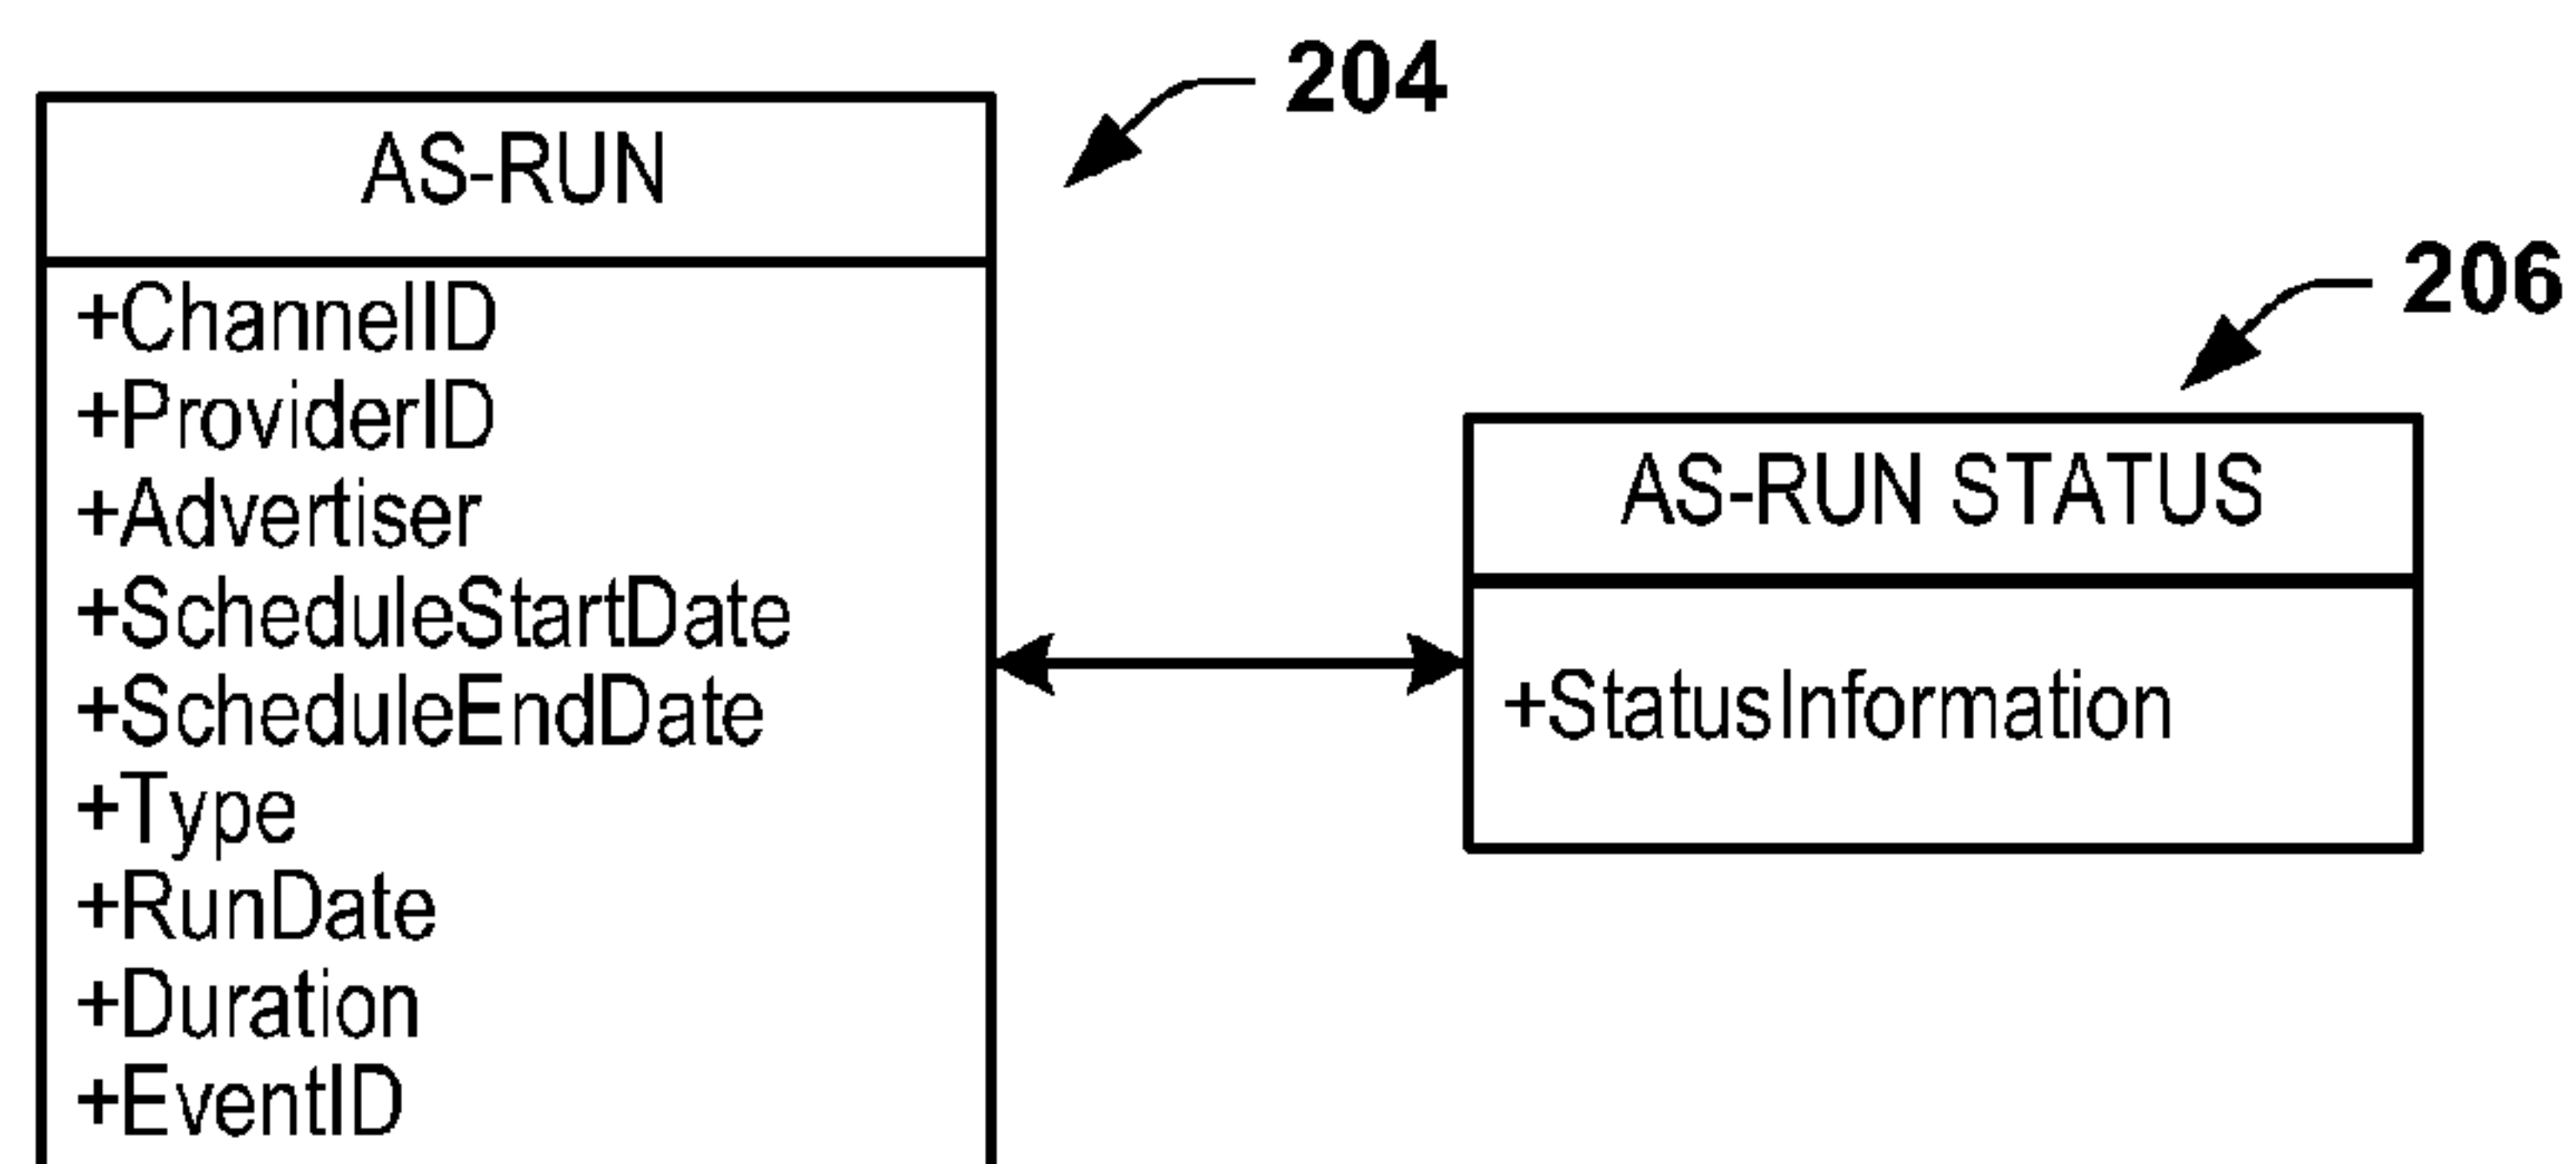 204
AS-RUN
+ChannelID
+ProviderID
+Advertiser
+ScheduleStartDate
+ScheduleEndDate
+Type
+RunDate
+Duration
+EventID
206
AS-RUN STATUS
+StatusInformation